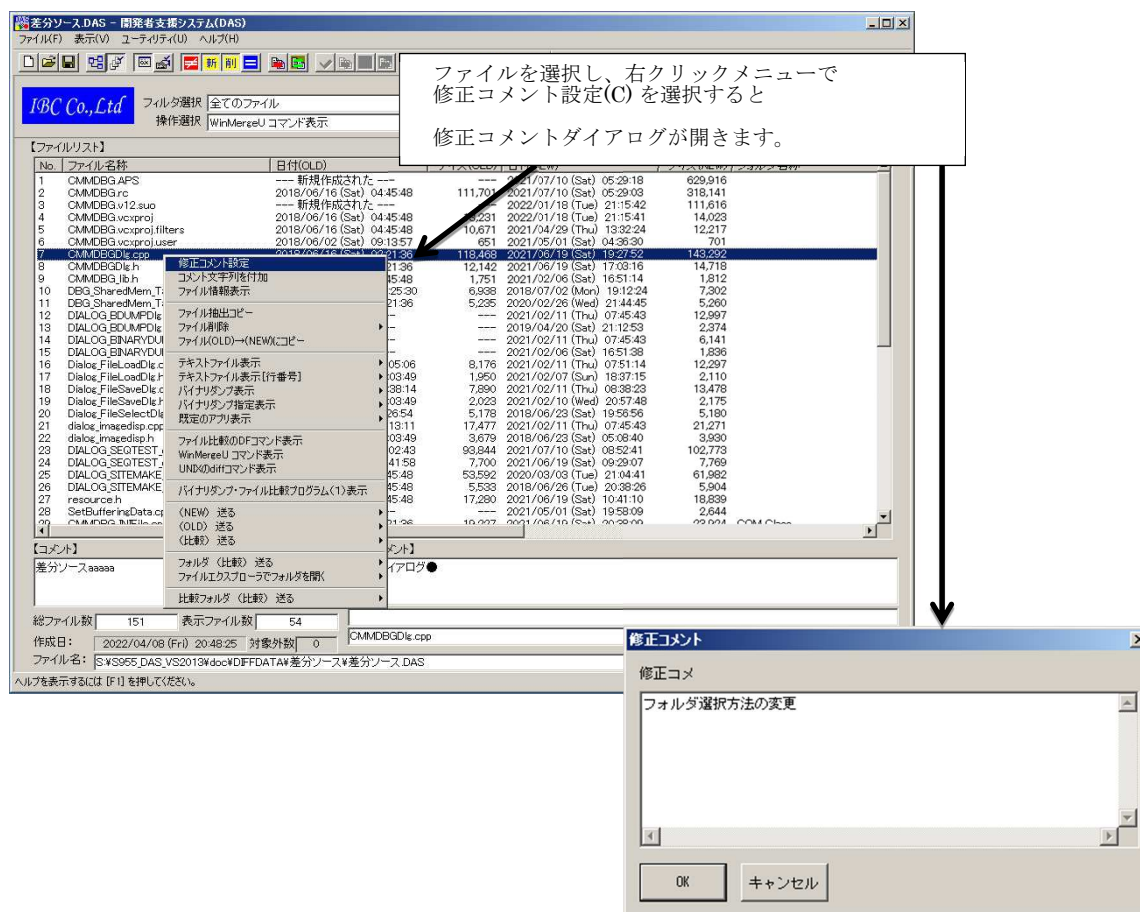 差分ソース.DAS - 開発者支援システム(DAS)
ファイル(F) 表示(V) ユーティリティ(U) ヘルプ(H)
新 削
ファイルを選択し、右クリックメニューで
修正コメント設定(C) を選択すると
修正コメントダイアログが開きます。
IBC Co.,Ltd
フィルタ選択 全てのファイル
操作選択 WinMergeU コマンド表示
【ファイルリスト】
No. ファイル名称 日付(OLD)
1 CMMDBG.APS --- 新規作成された --- --- 2021/07/10 (Sat) 05:29:18 629,916
2 CMMDBG.rc 2018/06/16 (Sat) 04:45:48 111,701 2021/07/10 (Sat) 05:29:03 318,141
3 CMMDBG.v12.suo --- 新規作成された --- 2022/01/18 (Tue) 21:15:42 111,616
4 CMMDBG.vcxproj 2018/06/16 (Sat) 04:45:48 2022/01/18 (Tue) 21:15:41 14,023
5 CMMDBG.vcxproj.filters 2018/06/16 (Sat) 04:45:48 10,671 2021/04/29 (Thu) 13:32:24 12,217
6 CMMDBG.vcxproj.user 2018/06/02 (Sat) 09:13:57 651 2021/05/01 (Sat) 04:36:30 701
7 CMMDBGDlg.cpp 118,468 2021/06/19 (Sat) 19:27:52 143,292
8 CMMDBGDlg.h 21:36 12,142 2021/06/19 (Sat) 17:03:16 14,718
9 CMMDBG_lib.h 45:48 1,751 2021/02/06 (Sat) 16:51:14 1,812
10 DBG_SharedMem_T :25:30 6,938 2018/07/02 (Mon) 19:12:24 7,302
11 DBG_SharedMem_T 21:36 5,235 2020/02/26 (Wed) 21:44:45 5,260
12 DIALOG_BDUMPDlg -- --- 2021/02/11 (Thu) 07:45:43 12,997
13 DIALOG_BDUMPDlg -- --- 2019/04/20 (Sat) 21:12:53 2,374
14 DIALOG_BINARYDU -- --- 2021/02/11 (Thu) 07:45:43 6,141
15 DIALOG_BINARYDU -- --- 2021/02/06 (Sat) 16:51:38 1,836
16 Dialog_FileLoadDlg.c 05:06 8,176 2021/02/11 (Thu) 07:51:14 12,297
17 Dialog_FileLoadDlg.h 03:49 1,950 2021/02/07 (Sun) 18:37:15 2,110
18 Dialog_FileSaveDlg.c 38:14 7,890 2021/02/11 (Thu) 08:38:23 13,478
19 Dialog_FileSaveDlg.h 03:49 2,023 2021/02/10 (Wed) 20:57:48 2,175
20 Dialog_FileSelectDlg 26:54 5,178 2018/06/23 (Sat) 19:56:56 5,180
21 dialog_imagedisp.cpp 13:11 17,477 2021/02/11 (Thu) 07:45:43 21,271
22 dialog_imagedisp.h 03:49 3,679 2018/06/23 (Sat) 05:08:40 3,930
23 DIALOG_SEQTEST_ 02:43 93,844 2021/07/10 (Sat) 08:52:41 102,773
24 DIALOG_SEQTEST_ 41:58 7,700 2021/06/19 (Sat) 09:29:07 7,769
25 DIALOG_SITEMAKE_ 45:48 53,592 2020/03/03 (Tue) 21:04:41 61,982
26 DIALOG_SITEMAKE_ 45:48 5,533 2018/06/26 (Tue) 20:38:26 5,904
27 resource.h 45:48 17,280 2021/06/19 (Sat) 10:41:10 18,839
28 SetBufferingData.c 2021/05/01 (Sat) 19:58:09 2,644
修正コメント設定
コメント文字列を付加
ファイル情報表示
ファイル抽出コピー
ファイル削除
ファイル(OLD)→(NEW)にコピー
テキストファイル表示
テキストファイル表示[行番号]
バイナリダンプ表示
バイナリダンプ指定表示
既定のアプリ表示
ファイル比較のDFコマンド表示
WinMergeU コマンド表示
UNIXのdiffコマンド表示
バイナリダンプ・ファイル比較プログラム(1)表示
(NEW) 送る
(OLD) 送る
(比較) 送る
フォルダ (比較) 送る
ファイルエクスプローラでフォルダを開く
比較フォルダ (比較) 送る
【コメント】 メント】
差分ソースaaaaa イアログ●
総ファイル数 151 表示ファイル数 54
作成日: 2022/04/08 (Fri) 20:48:25 対象外数 0 CMMDBGDlg.cpp
ファイル名: S:¥S955_DAS_VS2013¥doc¥DIFFDATA¥差分ソース¥差分ソース.DAS
ヘルプを表示するには [F1] を押してください。
修正コメント
修正コメ
フォルダ選択方法の変更
OK キャンセル